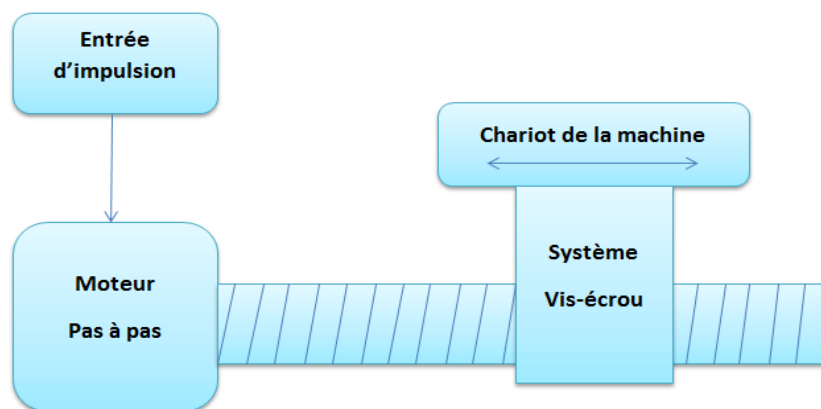 Entrée
d’impulsion
Chariot de la machine
Moteur
Pas à pas
Système
Vis-écrou